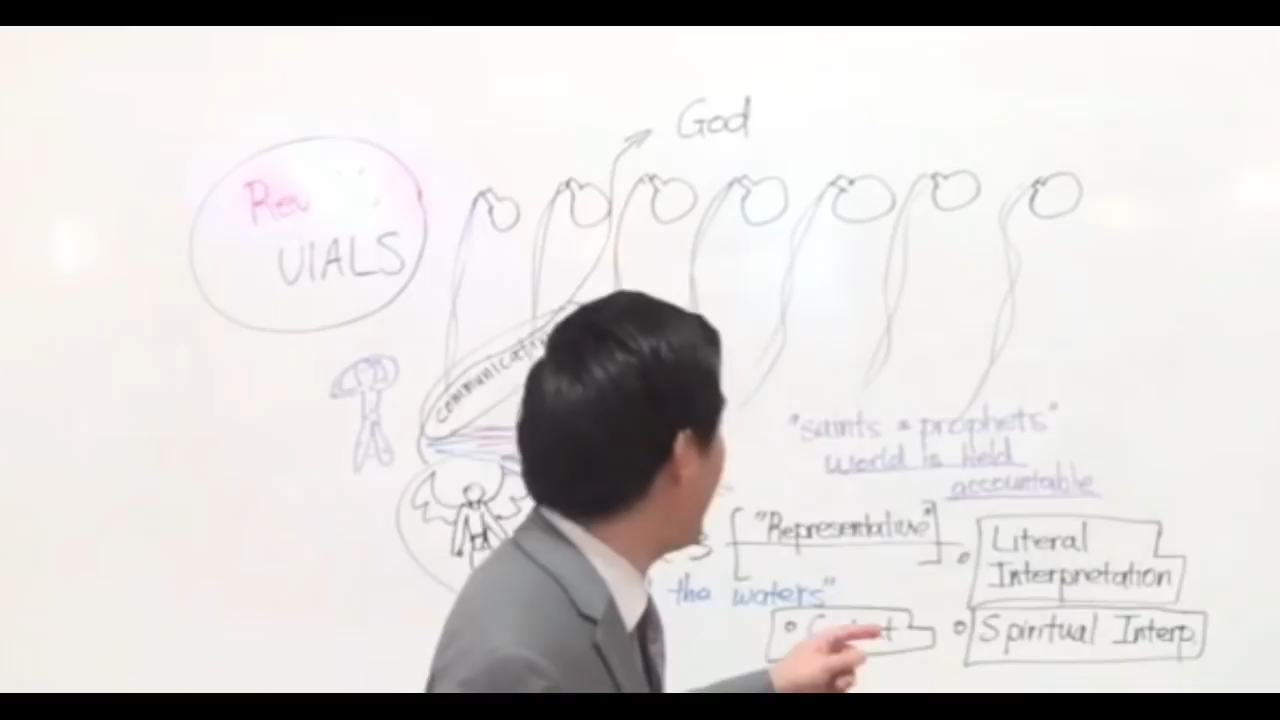 God
Rev
VIALS
"saints & prophets"
world is held
accountable
"Representative"
Literal
Interpretation
the waters"
Spiritual Interp.